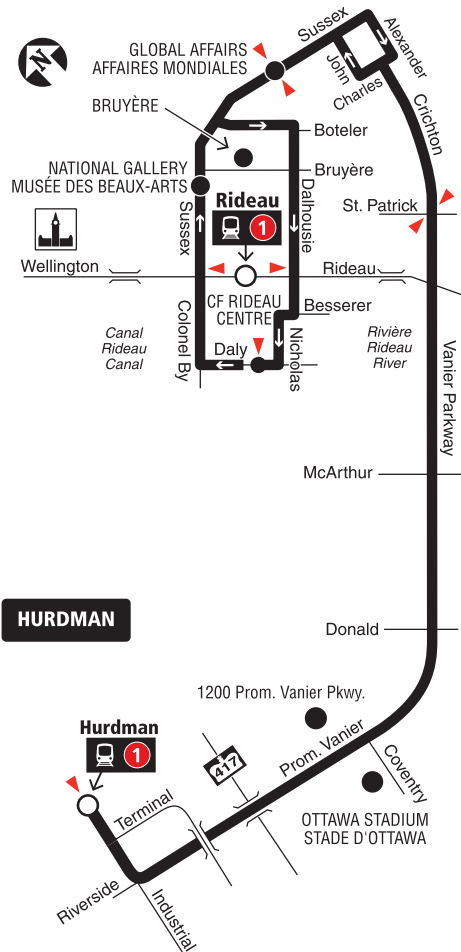 N
GLOBAL AFFAIRS
AFFAIRES MONDIALES
Sussex
Alexander
John
Charles
Crichton
BRUYÈRE
Boteler
NATIONAL GALLERY
MUSÉE DES BEAUX-ARTS
Bruyère
Rideau
1
Sussex
Dalhousie
St. Patrick
Wellington
Rideau
CF RIDEAU
CENTRE
Besserer
Colonel By
Canal
Rideau
Canal
Daly
Nicholas
Rivière
Rideau
River
Vanier Parkway
McArthur
HURDMAN
Donald
1200 Prom. Vanier Pkwy.
Hurdman
1
417
Prom. Vanier
Coventry
Terminal
OTTAWA STADIUM
STADE D'OTTAWA
Riverside
Industrial